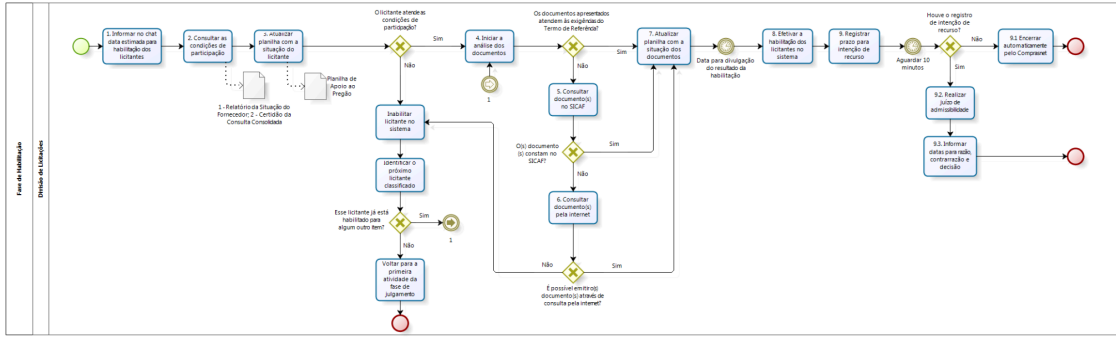 Fase de Habilitação
Divisão de Licitações
1. Informar no chat
data estimada para
habilitação dos
licitantes
2. Consultar as
condições de
participação
3. Atualizar
planilha com a
situação do
licitante
1 - Relatório da Situação do
Fornecedor; 2 - Certidão da
Consulta Consolidada
Planilha de
Apoio ao
Pregão
O licitante atende as
condições de
participação?
Sim
Não
4. Iniciar a
análise dos
documentos
1
Inabilitar
licitante no
sistema
Identificar o
próximo
licitante
classificado
Esse licitante já está
habilitado para
algum outro item?
Sim
1
Não
Voltar para a
primeira
atividade da
fase de
julgamento
Os documentos apresentados
atendem às exigências do
Termo de Referência?
Sim
Não
5. Consultar
documento(s)
no SICAF
O(s) documento
(s) constam no
SICAF?
Sim
Não
6. Consultar
documento(s)
pela internet
Não
Sim
É possível emitir o(s)
documento(s) através de
consulta pela internet?
7. Atualizar
planilha com a
situação dos
documentos
Data para divulgação
do resultado da
habilitação
8. Efetivar a
habilitação dos
licitantes no
sistema
9. Registrar
prazo para
intenção de
recurso
Aguardar 10
minutos
Houve o registro
de intenção de
recurso?
Não
Sim
9.1 Encerrar
automaticamente
pelo Comprasnet
9.2. Realizar
juízo de
admissibilidade
9.3. Informar
datas para razão,
contrarrazão e
decisão